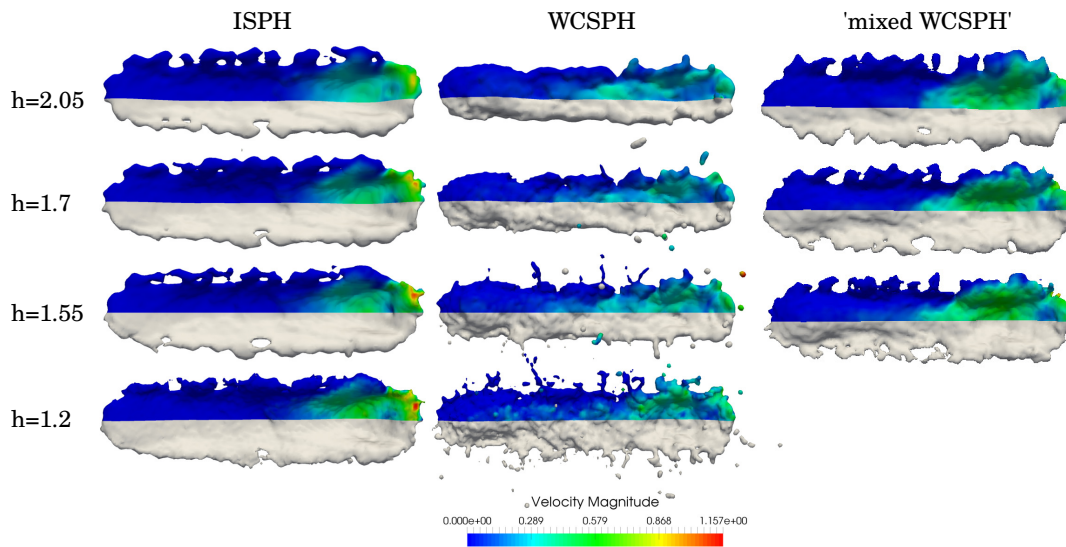 ISPH WCSPH 'mixed WCSPH'
h=2.05
h=1.7
h=1.55
h=1.2
Velocity Magnitude
0.000e+00 0.289 0.579 0.868 1.157e+00